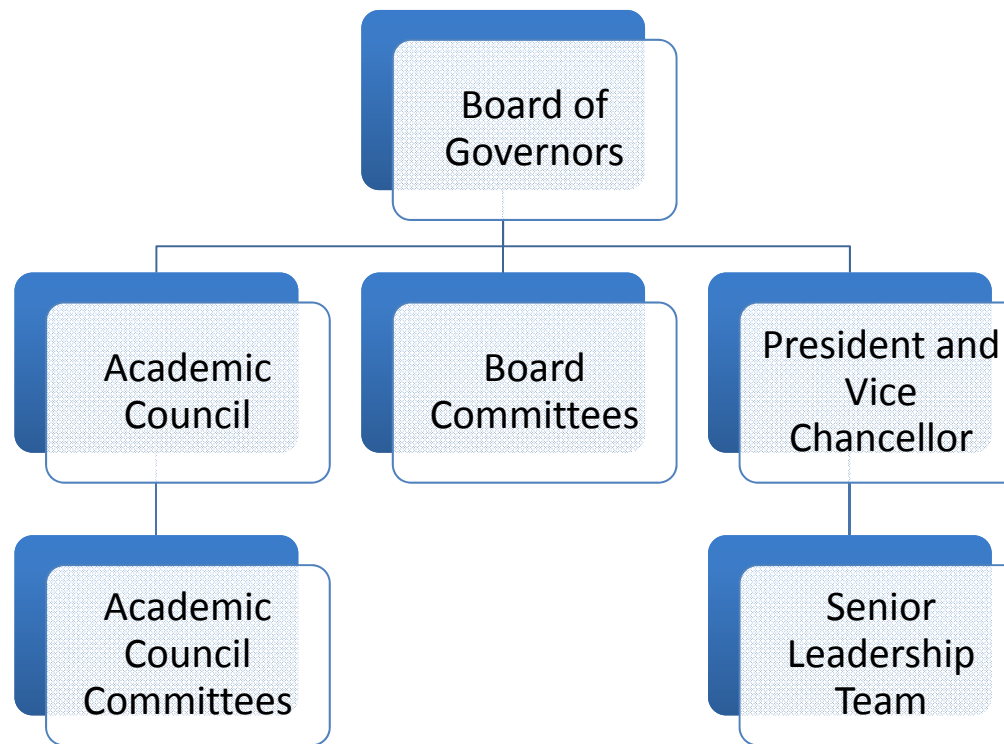 Board of
Governors
Academic
Council
Board
Committees
President and
Vice
Chancellor
Academic
Council
Committees
Senior
Leadership
Team